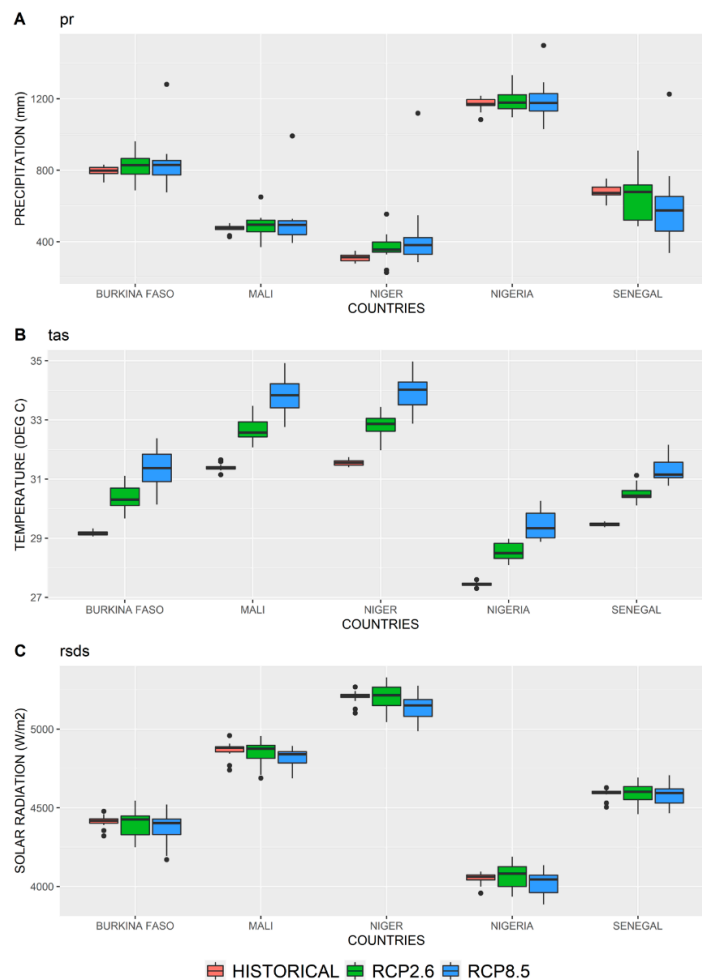 A pr
PRECIPITATION (mm)
1200
800
400
BURKINA FASO MALI NIGER NIGERIA SENEGAL
COUNTRIES
B tas
TEMPERATURE (DEG C)
35
33
31
29
27
BURKINA FASO MALI NIGER NIGERIA SENEGAL
COUNTRIES
C rsds
SOLAR RADIATION (W/m2)
5000
4500
4000
BURKINA FASO MALI NIGER NIGERIA SENEGAL
COUNTRIES
HISTORICAL RCP2.6 RCP8.5